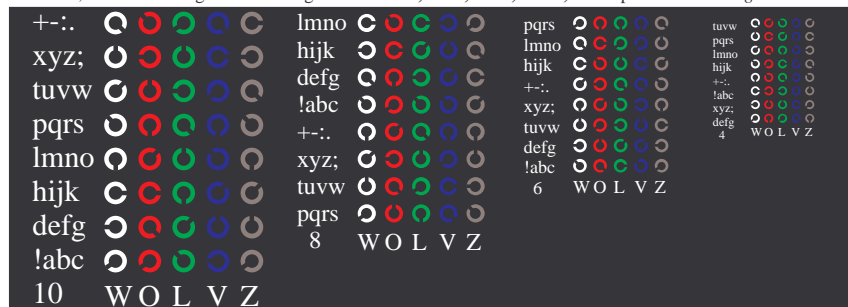 +-:.
xyz;
tuvw
pqrs
lmno
hijk
defg
!abc
10 W O L V Z
lmno
hijk
defg
!abc
+-:.
xyz;
tuvw
pqrs
8 W O L V Z
pqrs
lmno
hijk
+-:.
xyz;
tuvw
defg
!abc
6 W O L V Z
tuvw
pqrs
lmno
hijk
+-:.
!abc
xyz;
defg
4 W O L V Z